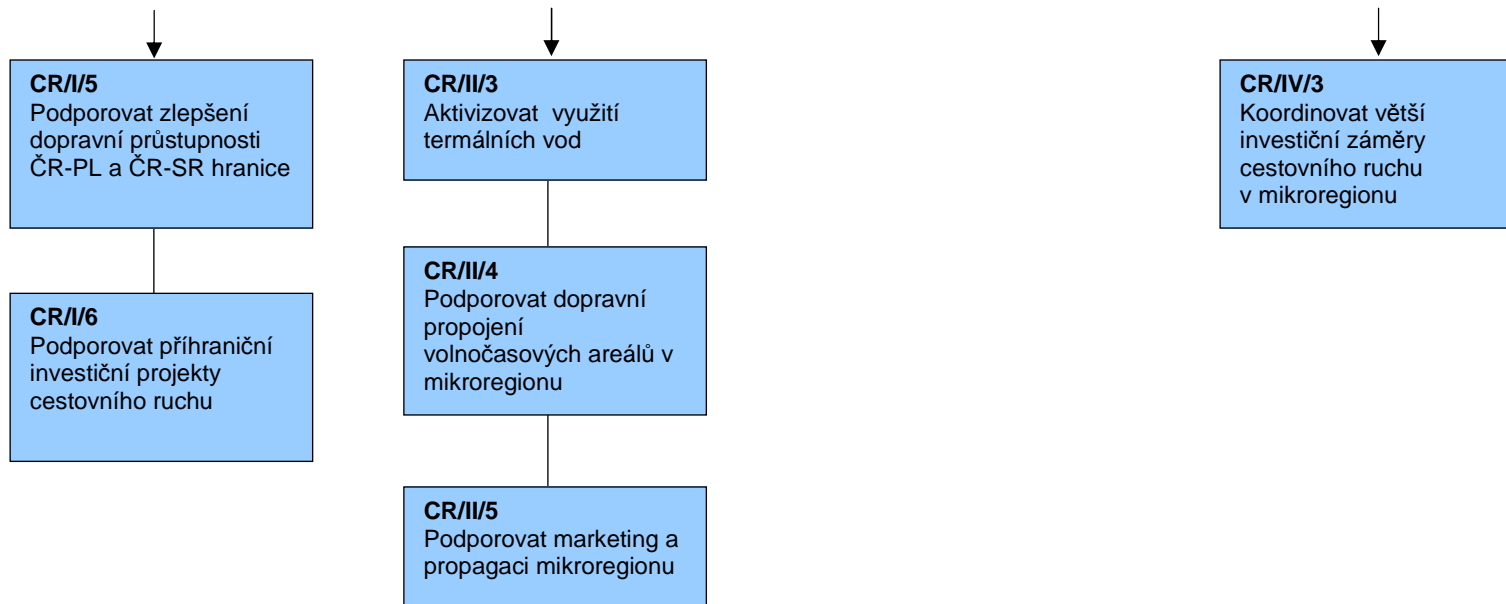 CR/I/5
Podporovat zlepšení
dopravní průstupnosti
ČR-PL a ČR-SR hranice
CR/I/6
Podporovat příhraniční
investiční projekty
cestovního ruchu
CR/II/3
Aktivizovat  využití
termálních vod
CR/II/4
Podporovat dopravní
propojení
volnočasových areálů v
mikroregionu
CR/II/5
Podporovat marketing a
propagaci mikroregionu
CR/IV/3
Koordinovat větší
investiční záměry
cestovního ruchu
v mikroregionu